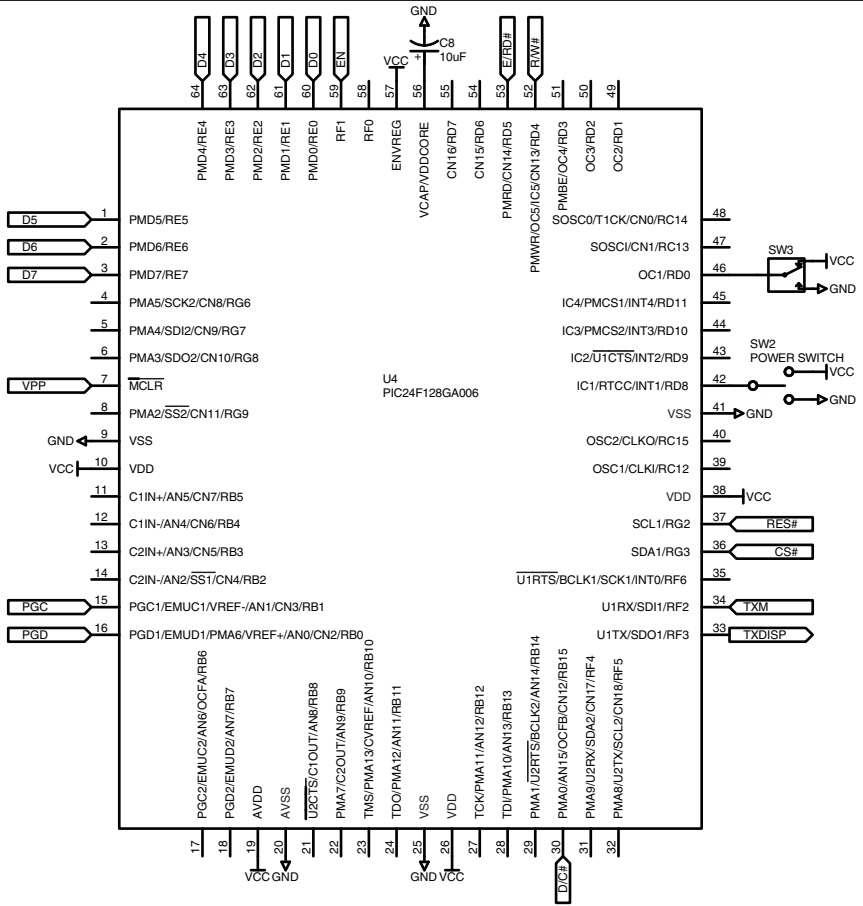 GND
C8
+ 10uF
VCC
D4
D3
D2
D1
D0
EN
E/RD#
R/W#
64
63
62
61
60
59
58
57
56
55
54
53
52
51
50
49
PMD4/RE4
PMD3/RE3
PMD2/RE2
PMD1/RE1
PMD0/RE0
RF1
RF0
ENVREG
VCAP/VDDCORE
CN16/RD7
CN15/RD6
PMRD/CN14/RD5
PMWR/OC5/IC5/CN13/RD4
PMBE/OC4/RD3
OC3/RD2
OC2/RD1
D5 1 PMD5/RE5
D6 2 PMD6/RE6
D7 3 PMD7/RE7
4 PMA5/SCK2/CN8/RG6
5 PMA4/SDI2/CN9/RG7
6 PMA3/SDO2/CN10/RG8
VPP 7 MCLR
8 PMA2/SS2/CN11/RG9
GND 9 VSS
VCC 10 VDD
11 C1IN+/AN5/CN7/RB5
12 C1IN-/AN4/CN6/RB4
13 C2IN+/AN3/CN5/RB3
14 C2IN-/AN2/SS1/CN4/RB2
PGC 15 PGC1/EMUC1/VREF-/AN1/CN3/RB1
PGD 16 PGD1/EMUD1/PMA6/VREF+/AN0/CN2/RB0
U4
PIC24F128GA006
SOSC0/T1CK/CN0/RC14 48
SOSCI/CN1/RC13 47
SW3
OC1/RD0 46 VCC
GND
IC4/PMCS1/INT4/RD11 45
IC3/PMCS2/INT3/RD10 44
IC2/U1CTS/INT2/RD9 43
SW2
POWER SWITCH
VCC
IC1/RTCC/INT1/RD8 42
GND
VSS 41 GND
OSC2/CLKO/RC15 40
OSC1/CLKI/RC12 39
VDD 38 VCC
SCL1/RG2 37 RES#
SDA1/RG3 36 CS#
U1RTS/BCLK1/SCK1/INT0/RF6 35
U1RX/SDI1/RF2 34 TXM
U1TX/SDO1/RF3 33 TXDISP
PGC2/EMUC2/AN6/OCFA/RB6
PGD2/EMUD2/AN7/RB7
AVDD
AVSS
U2CTS/C1OUT/AN8/RB8
PMA7/C2OUT/AN9/RB9
TMS/PMA13/CVREF/AN10/RB10
TDO/PMA12/AN11/RB11
VSS
VDD
TCK/PMA11/AN12/RB12
TDI/PMA10/AN13/RB13
PMA1/U2RTS/BCLK2/AN14/RB14
PMA0/AN15/OCFB/CN12/RB15
PMA9/U2RX/SDA2/CN17/RF4
PMA8/U2TX/SCL2/CN18/RF5
17
18
19
20
21
22
23
24
25
26
27
28
29
30
31
32
VCC GND
GND VCC
D/C#